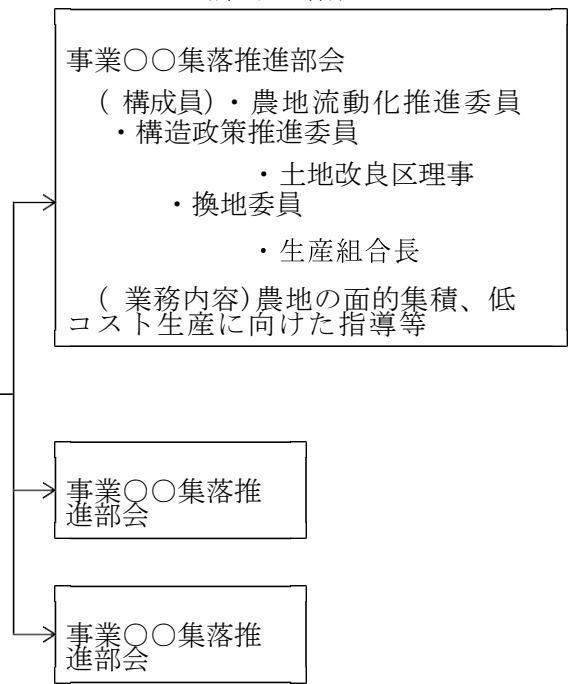 事業○○集落推進部会
( 構成員)・農地流動化推進委員
・構造政策推進委員
・土地改良区理事
・換地委員
・生産組合長
( 業務内容)農地の面的集積、低
コスト生産に向けた指導等
事業○○集落推
進部会
事業○○集落推
進部会